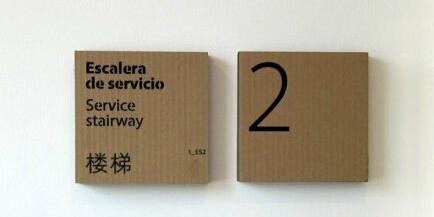 Escalera
de servicio
Service
stairway
楼梯
1_ES2
2